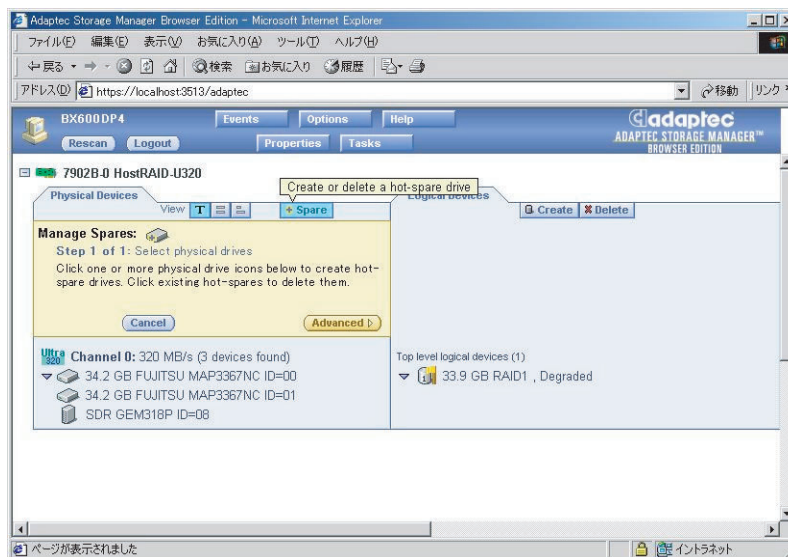 Adaptec Storage Manager Browser Edition - Microsoft Internet Explorer
ファイル(F) 編集(E) 表示(V) お気に入り(A) ツール(T) ヘルプ(H)
戻る 検索 お気に入り 履歴
アドレス(D) https://localhost:3513/adaptec 移動 リンク
BX600DP4 Events Options Help adaptec
Rescan Logout Properties Tasks ADAPTEC STORAGE MANAGER™
BROWSER EDITION
7902B-0 HostRAID-U320
Create or delete a hot-spare drive
Physical Devices Logical Devices
View T + Spare Create Delete
Manage Spares:
Step 1 of 1: Select physical drives
Click one or more physical drive icons below to create hot-
spare drives. Click existing hot-spares to delete them.
Cancel Advanced
Ultra 320 Channel 0: 320 MB/s (3 devices found)
34.2 GB FUJITSU MAP3367NC ID=00
34.2 GB FUJITSU MAP3367NC ID=01
SDR GEM318P ID=08
Top level logical devices (1)
33.9 GB RAID1 , Degraded
ページが表示されました イントラネット